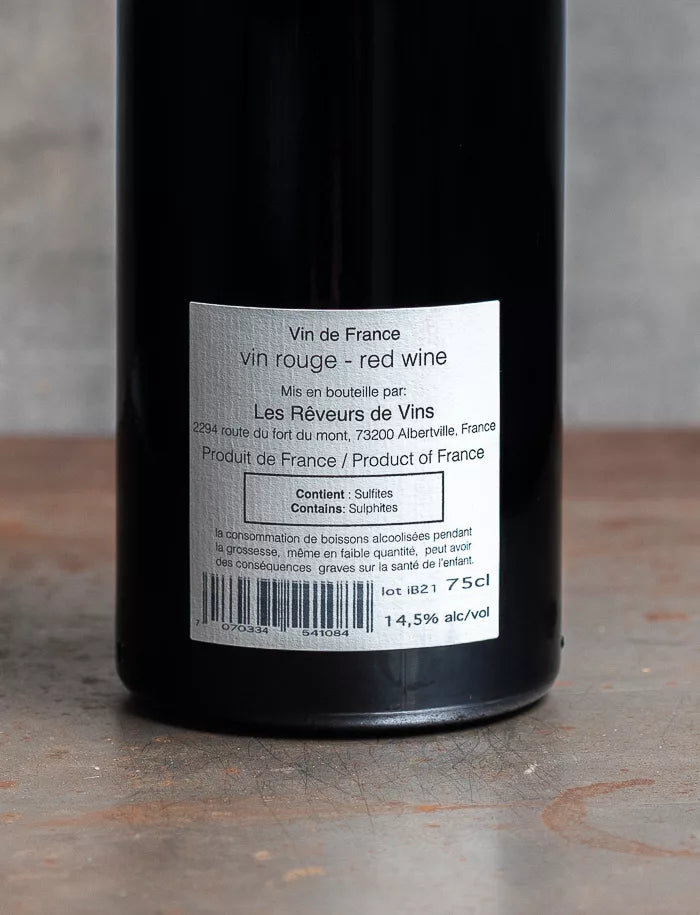 Vin de France
vin rouge - red wine
Mis en bouteille par:
Les Rêveurs de Vins
2294 route du fort du mont, 73200 Albertville, France
Produit de France / Product of France
Contient : Sulfites
Contains: Sulphites
la consommation de boissons alcoolisées pendant
la grossesse, même en faible quantité, peut avoir
des conséquences graves sur la santé de l'enfant.
lot iB21 75cl
14,5% alc/vol
7 070334 541084